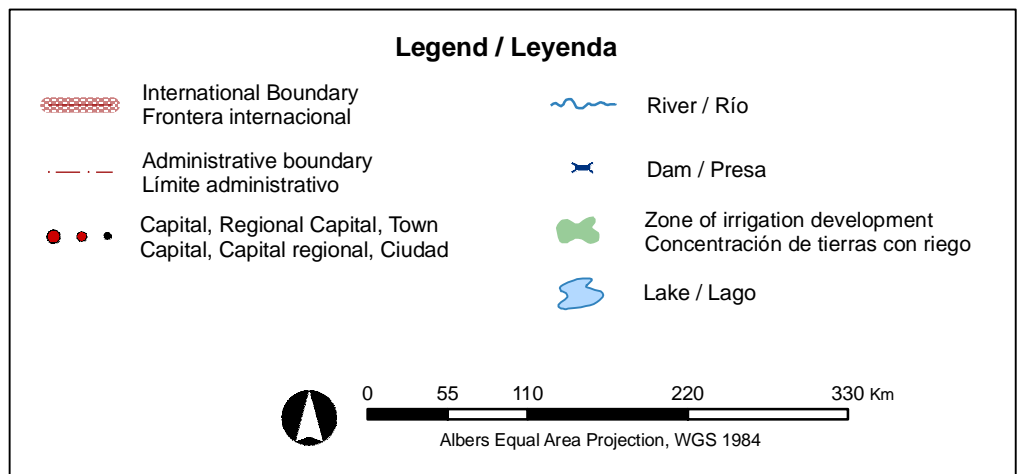 Legend / Leyenda
International Boundary
Frontera internacional
Administrative boundary
Límite administrativo
Capital, Regional Capital, Town
Capital, Capital regional, Ciudad
River / Río
Dam / Presa
Zone of irrigation development
Concentración de tierras con riego
Lake / Lago
0 55 110 220 330 Km
Albers Equal Area Projection, WGS 1984